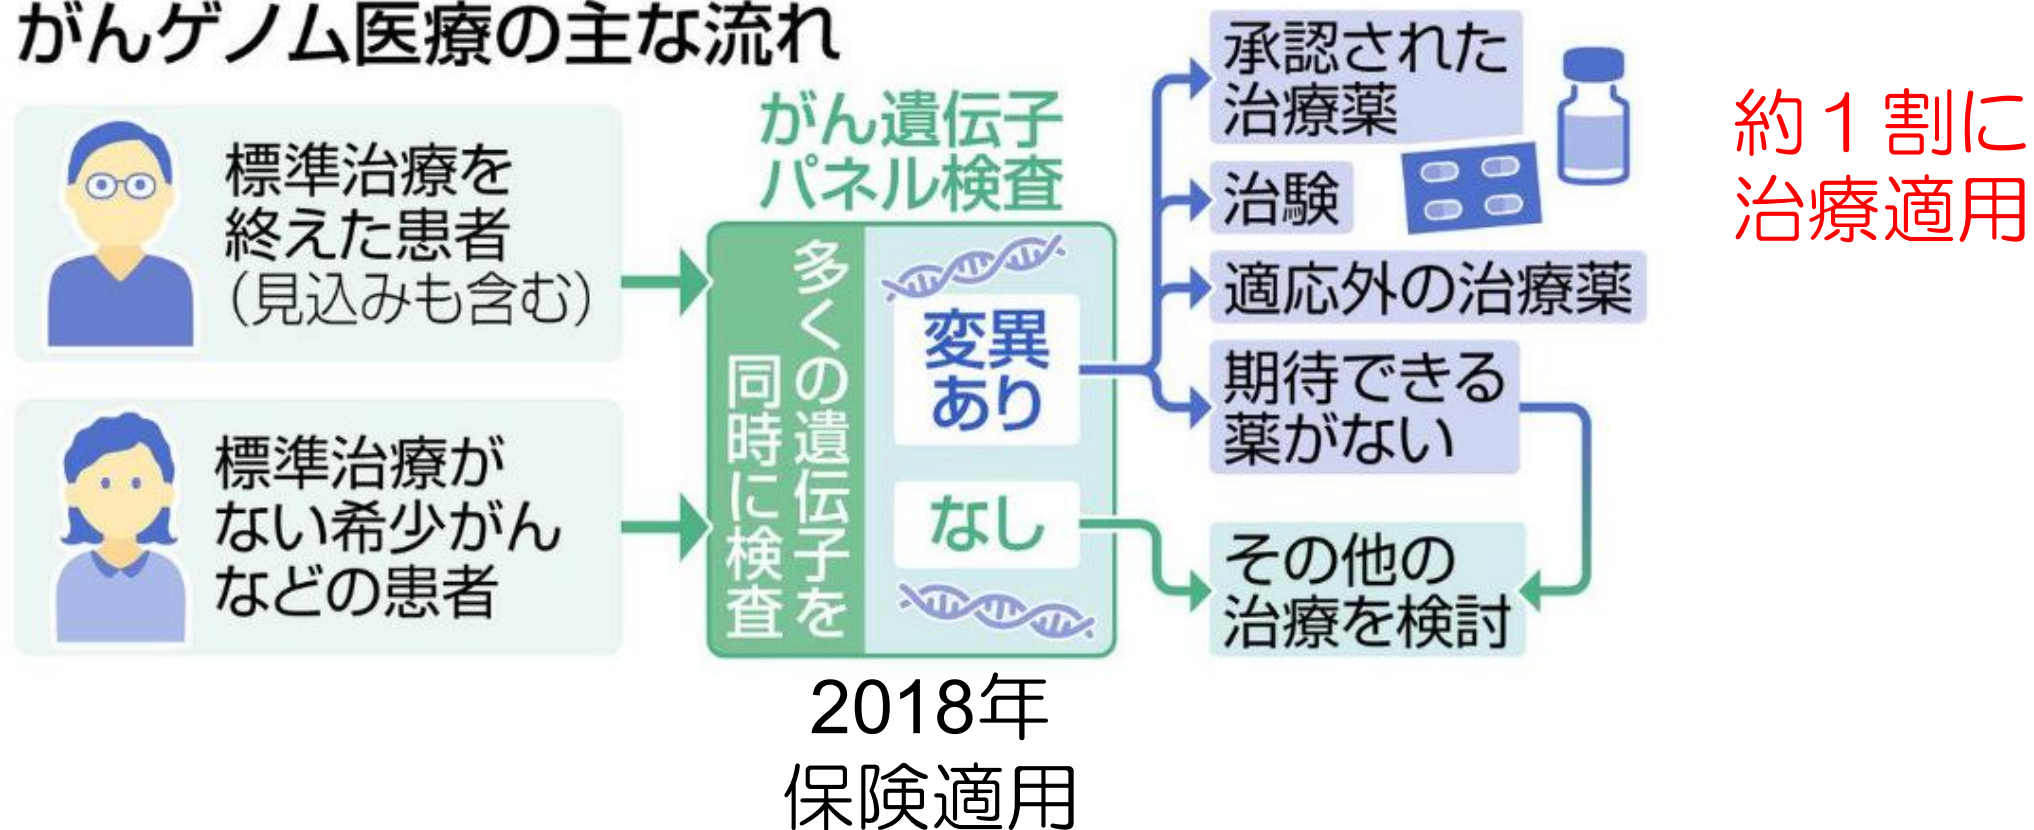 がんゲノム医療の主な流れ
標準治療を
終えた患者
（見込みも含む）
標準治療が
ない希少がん
などの患者
がん遺伝子
パネル検査
多くの遺伝子を
同時に検査
変異
あり
なし
承認された
治療薬
治験
適応外の治療薬
期待できる
薬がない
その他の
治療を検討
約１割に
治療適用
2018年
保険適用